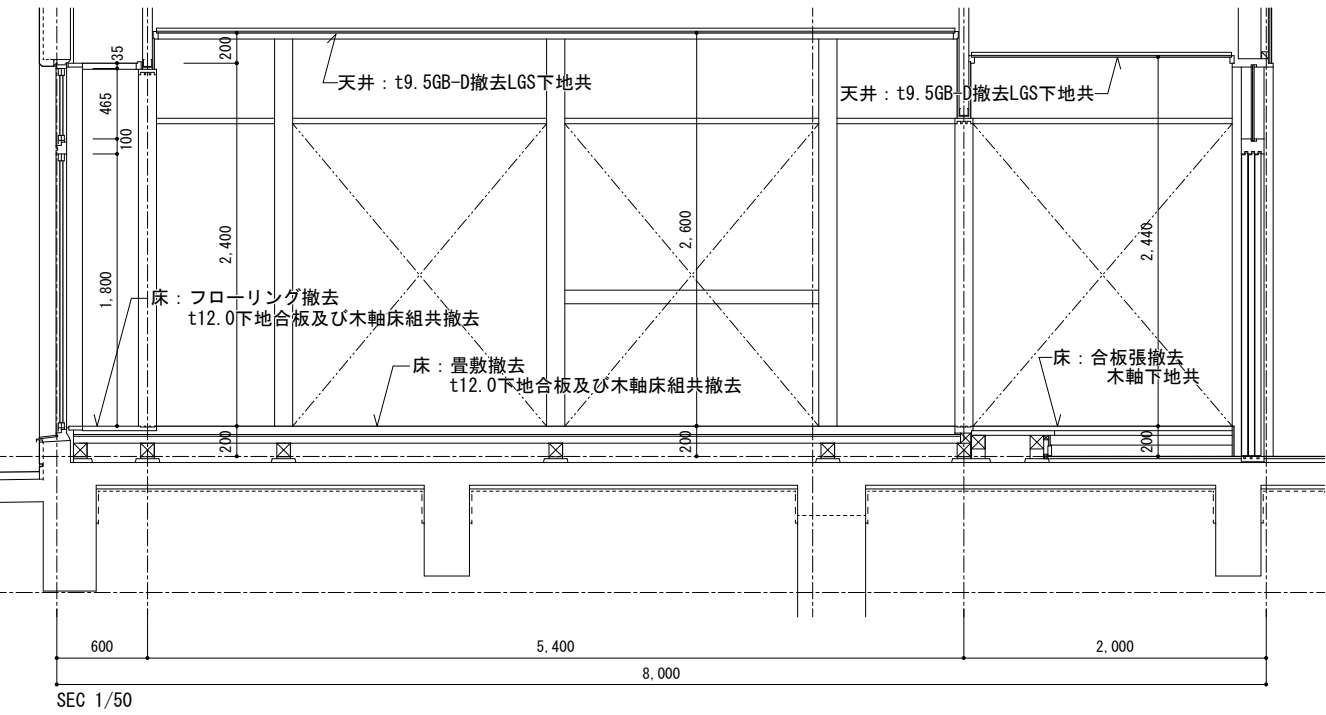 35
200
天井：t9.5GB-D撤去LGS下地共
天井：t9.5GB-D撤去LGS下地共
465
100
2,400
2,600
2,440
1,800
床：フローリング撤去
t12.0下地合板及び木軸床組共撤去
床：畳敷撤去
t12.0下地合板及び木軸床組共撤去
床：合板張撤去
木軸下地共
200
200
200
600
5,400
2,000
8,000
SEC 1/50